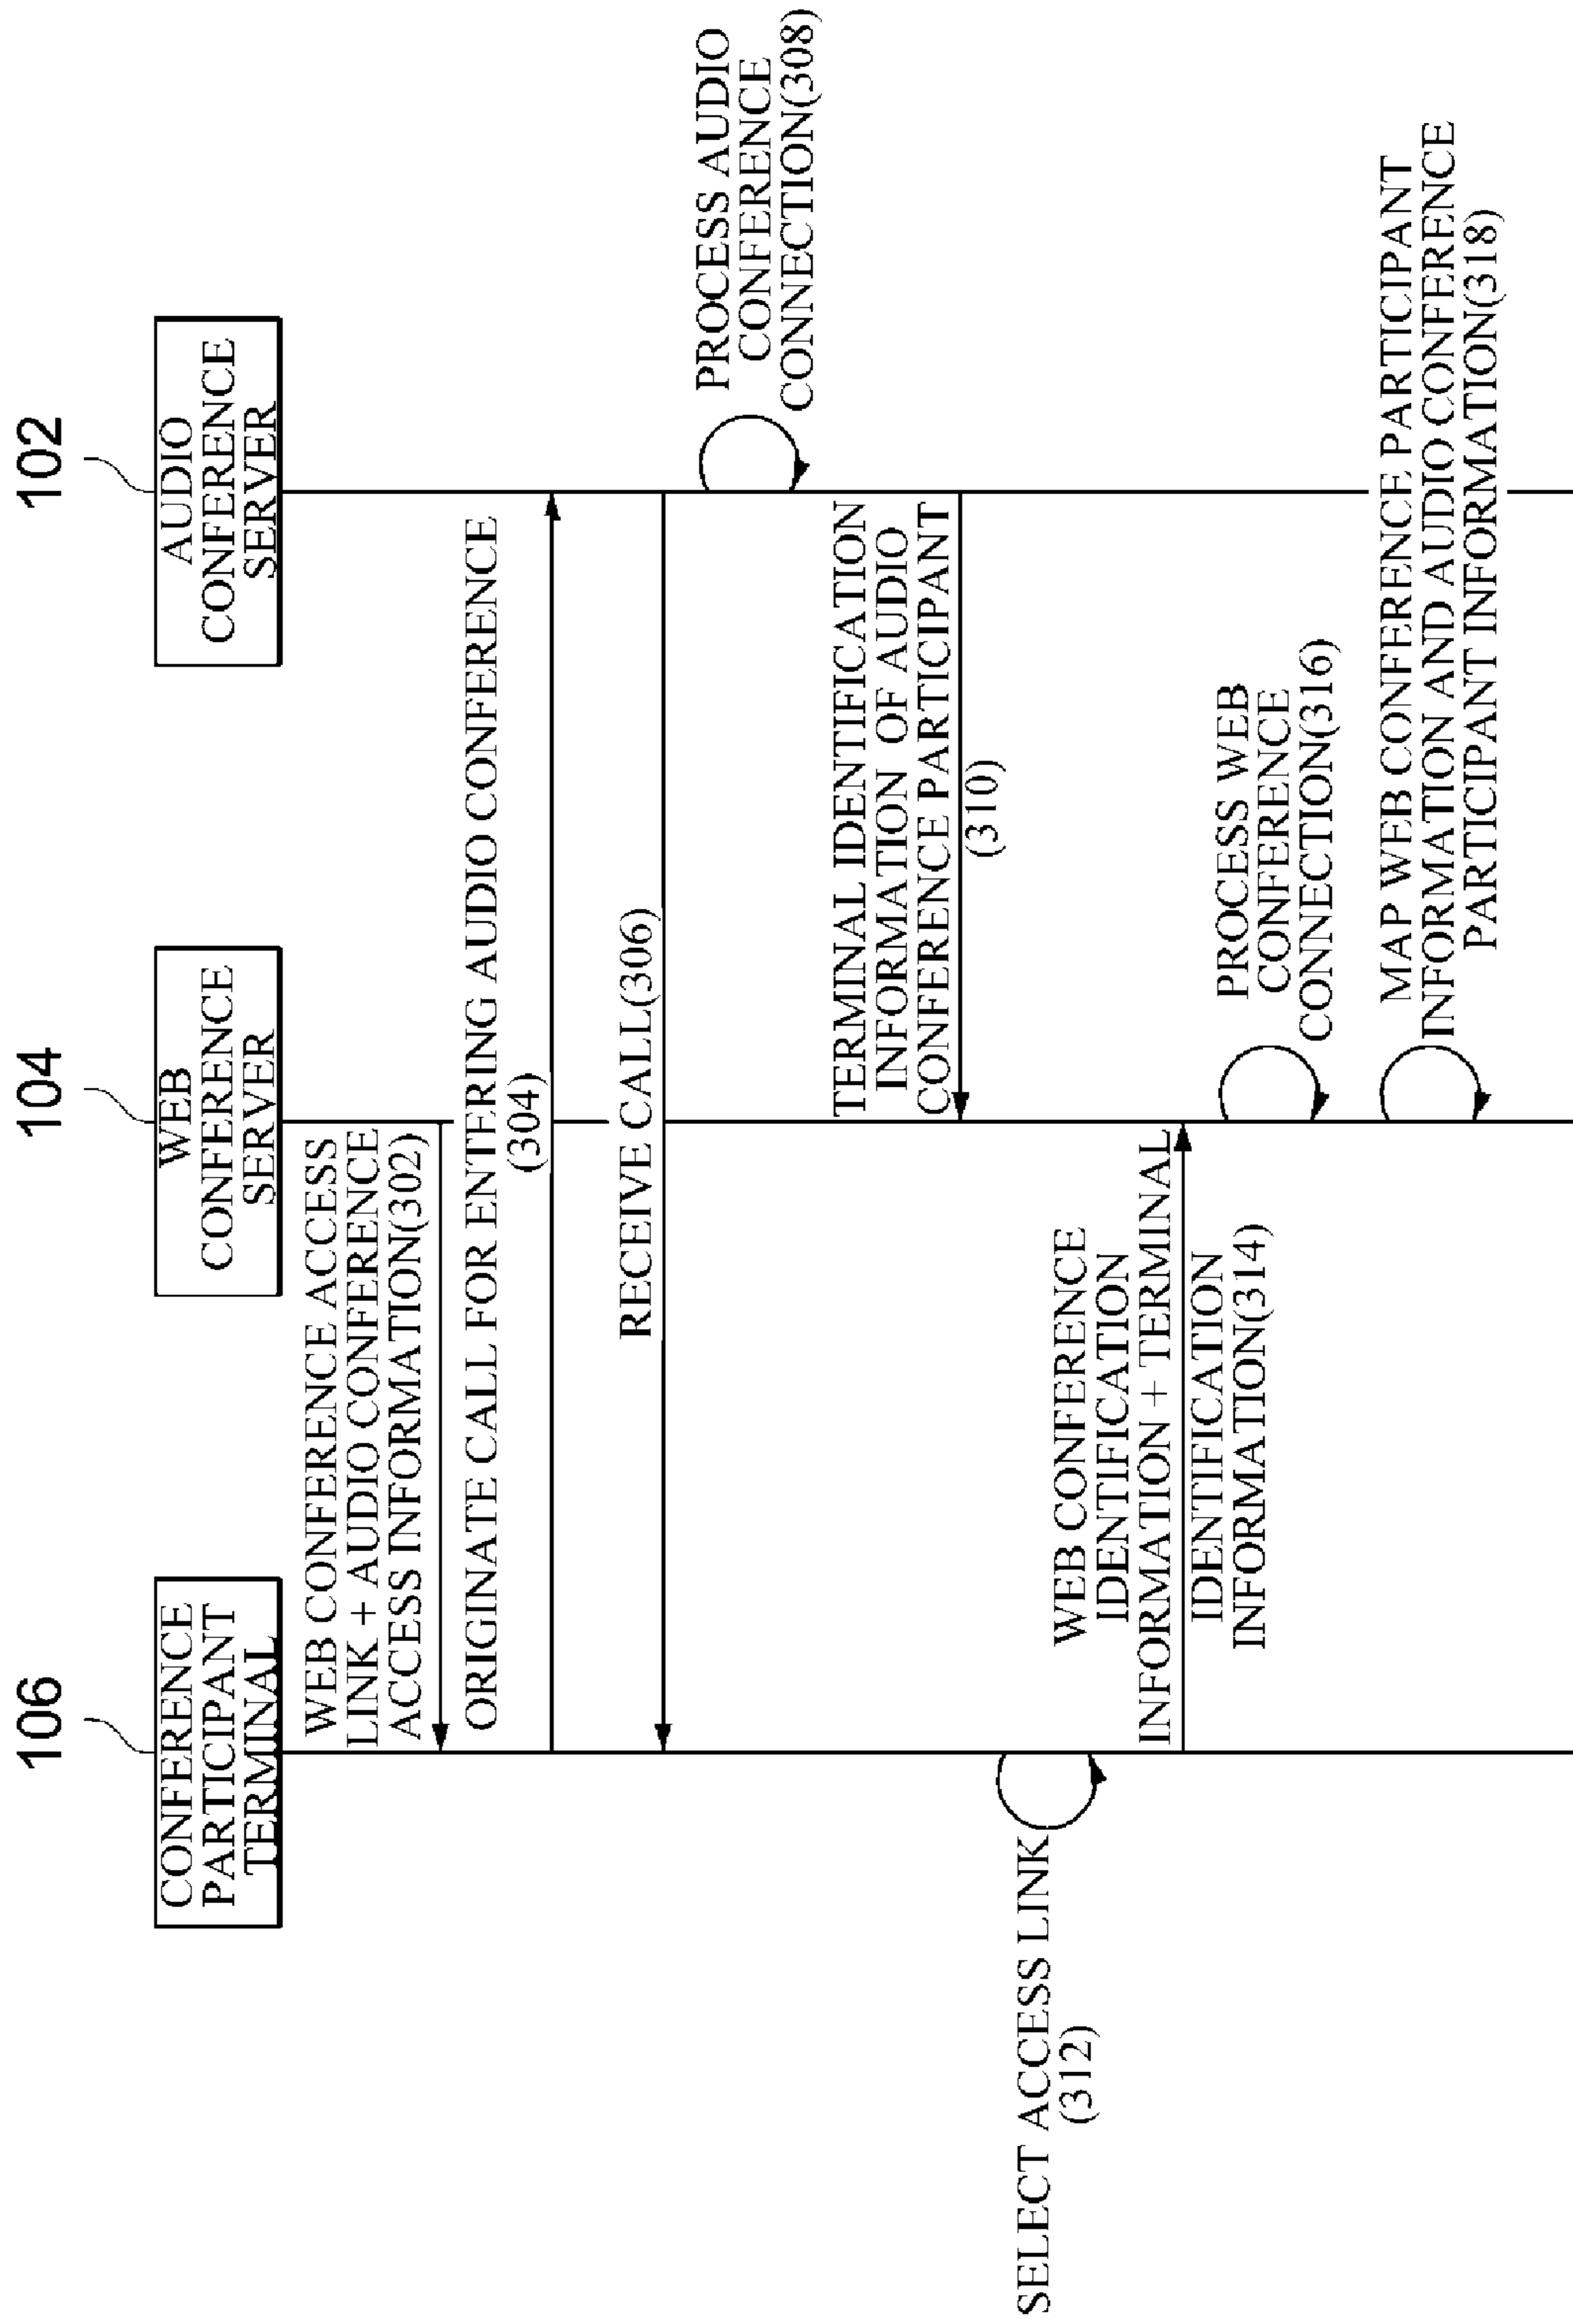 106
104
102
CONFERENCE
PARTICIPANT
TERMINAL
WEB
CONFERENCE
SERVER
AUDIO
CONFERENCE
SERVER
WEB CONFERENCE ACCESS
LINK + AUDIO CONFERENCE
ACCESS INFORMATION(302)
ORIGINATE CALL FOR ENTERING AUDIO CONFERENCE
(304)
RECEIVE CALL(306)
PROCESS AUDIO
CONFERENCE
CONNECTION(308)
TERMINAL IDENTIFICATION
INFORMATION OF AUDIO
CONFERENCE PARTICIPANT
(310)
SELECT ACCESS LINK
(312)
WEB CONFERENCE
IDENTIFICATION
INFORMATION + TERMINAL
IDENTIFICATION
INFORMATION(314)
PROCESS WEB
CONFERENCE
CONNECTION(316)
MAP WEB CONFERENCE PARTICIPANT
INFORMATION AND AUDIO CONFERENCE
PARTICIPANT INFORMATION(318)